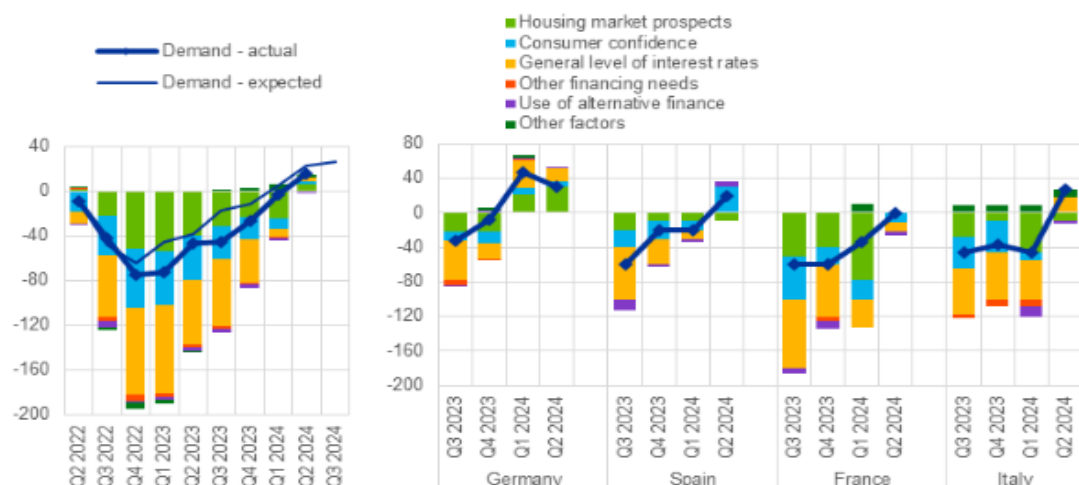 Demand - actual
Demand - expected
Housing market prospects
Consumer confidence
General level of interest rates
Other financing needs
Use of alternative finance
Other factors
40
0
-40
-80
-120
-160
-200
Q2 2022
Q3 2022
Q4 2022
Q1 2023
Q2 2023
Q3 2023
Q4 2023
Q1 2024
Q2 2024
Q3 2024
80
40
0
-40
-80
-120
-160
-200
Q3 2023
Q4 2023
Q1 2024
Q2 2024
Q3 2023
Q4 2023
Q1 2024
Q2 2024
Q3 2023
Q4 2023
Q1 2024
Q2 2024
Q3 2023
Q4 2023
Q1 2024
Q2 2024
Germany
Spain
France
Italy